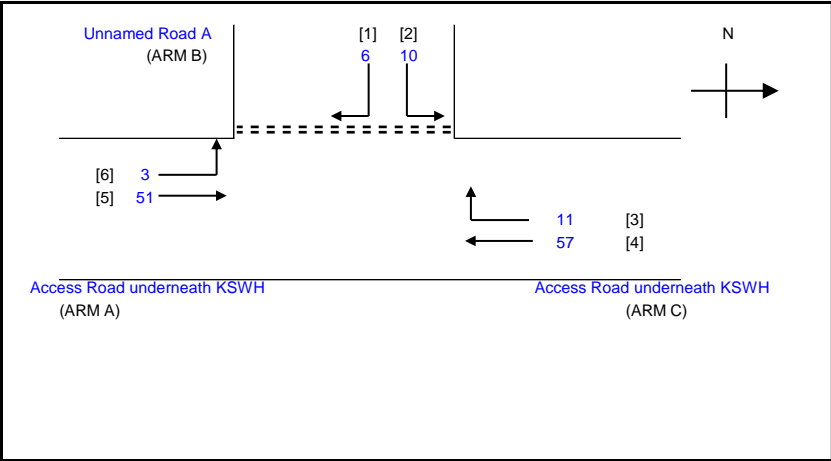 Unnamed Road A [1] [2] N
(ARM B) 6 10
[6] 3
[5] 51
11 [3]
57 [4]
Access Road underneath KSWH Access Road underneath KSWH
(ARM A) (ARM C)